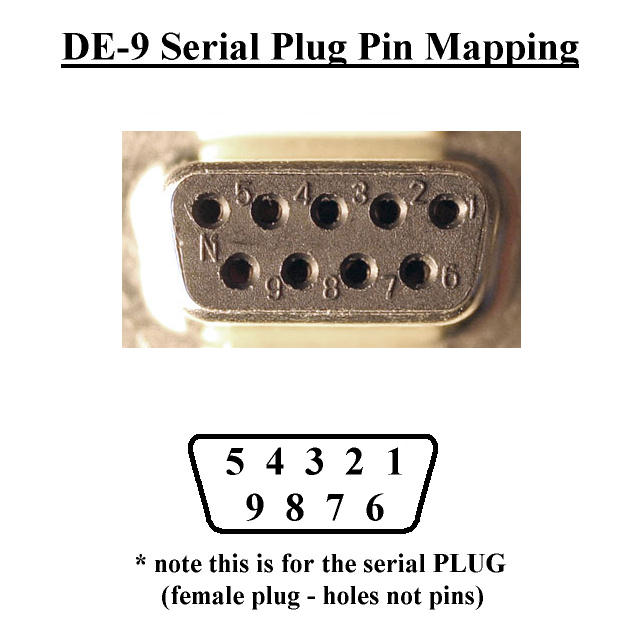 DE-9 Serial Plug Pin Mapping
5 4 3 2 1
N
9 8 7 6
5 4 3 2 1
9 8 7 6
* note this is for the serial PLUG
(female plug - holes not pins)